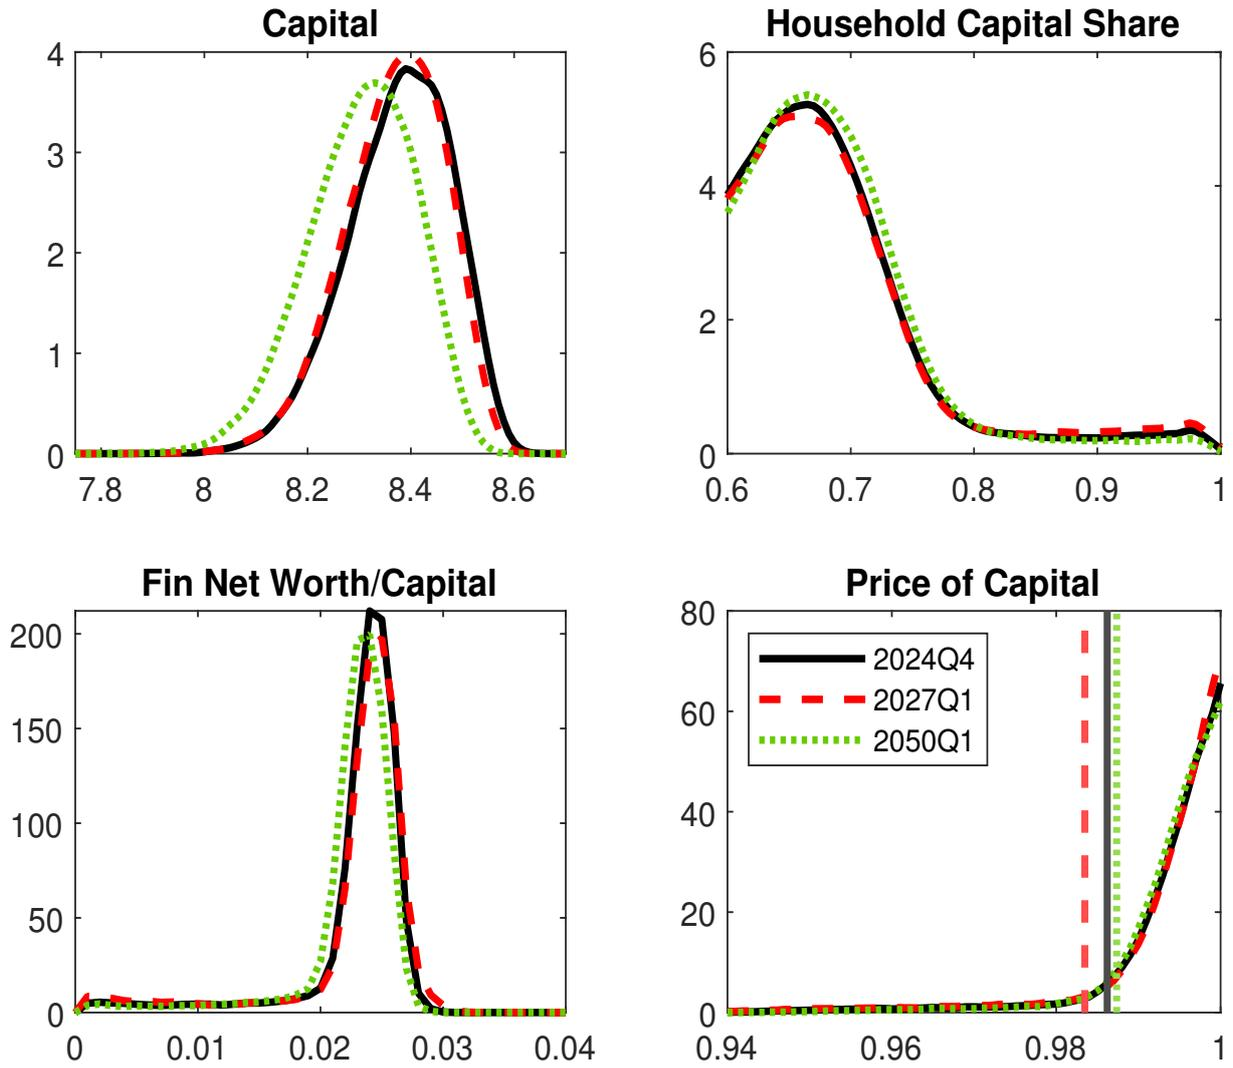 Capital
4
3
2
1
0
7.8 8 8.2 8.4 8.6
Household Capital Share
6
4
2
0
0.6 0.7 0.8 0.9 1
Fin Net Worth/Capital
200
150
100
50
0
0 0.01 0.02 0.03 0.04
Price of Capital
80
60
40
20
0
0.94 0.96 0.98 1
2024Q4
2027Q1
2050Q1